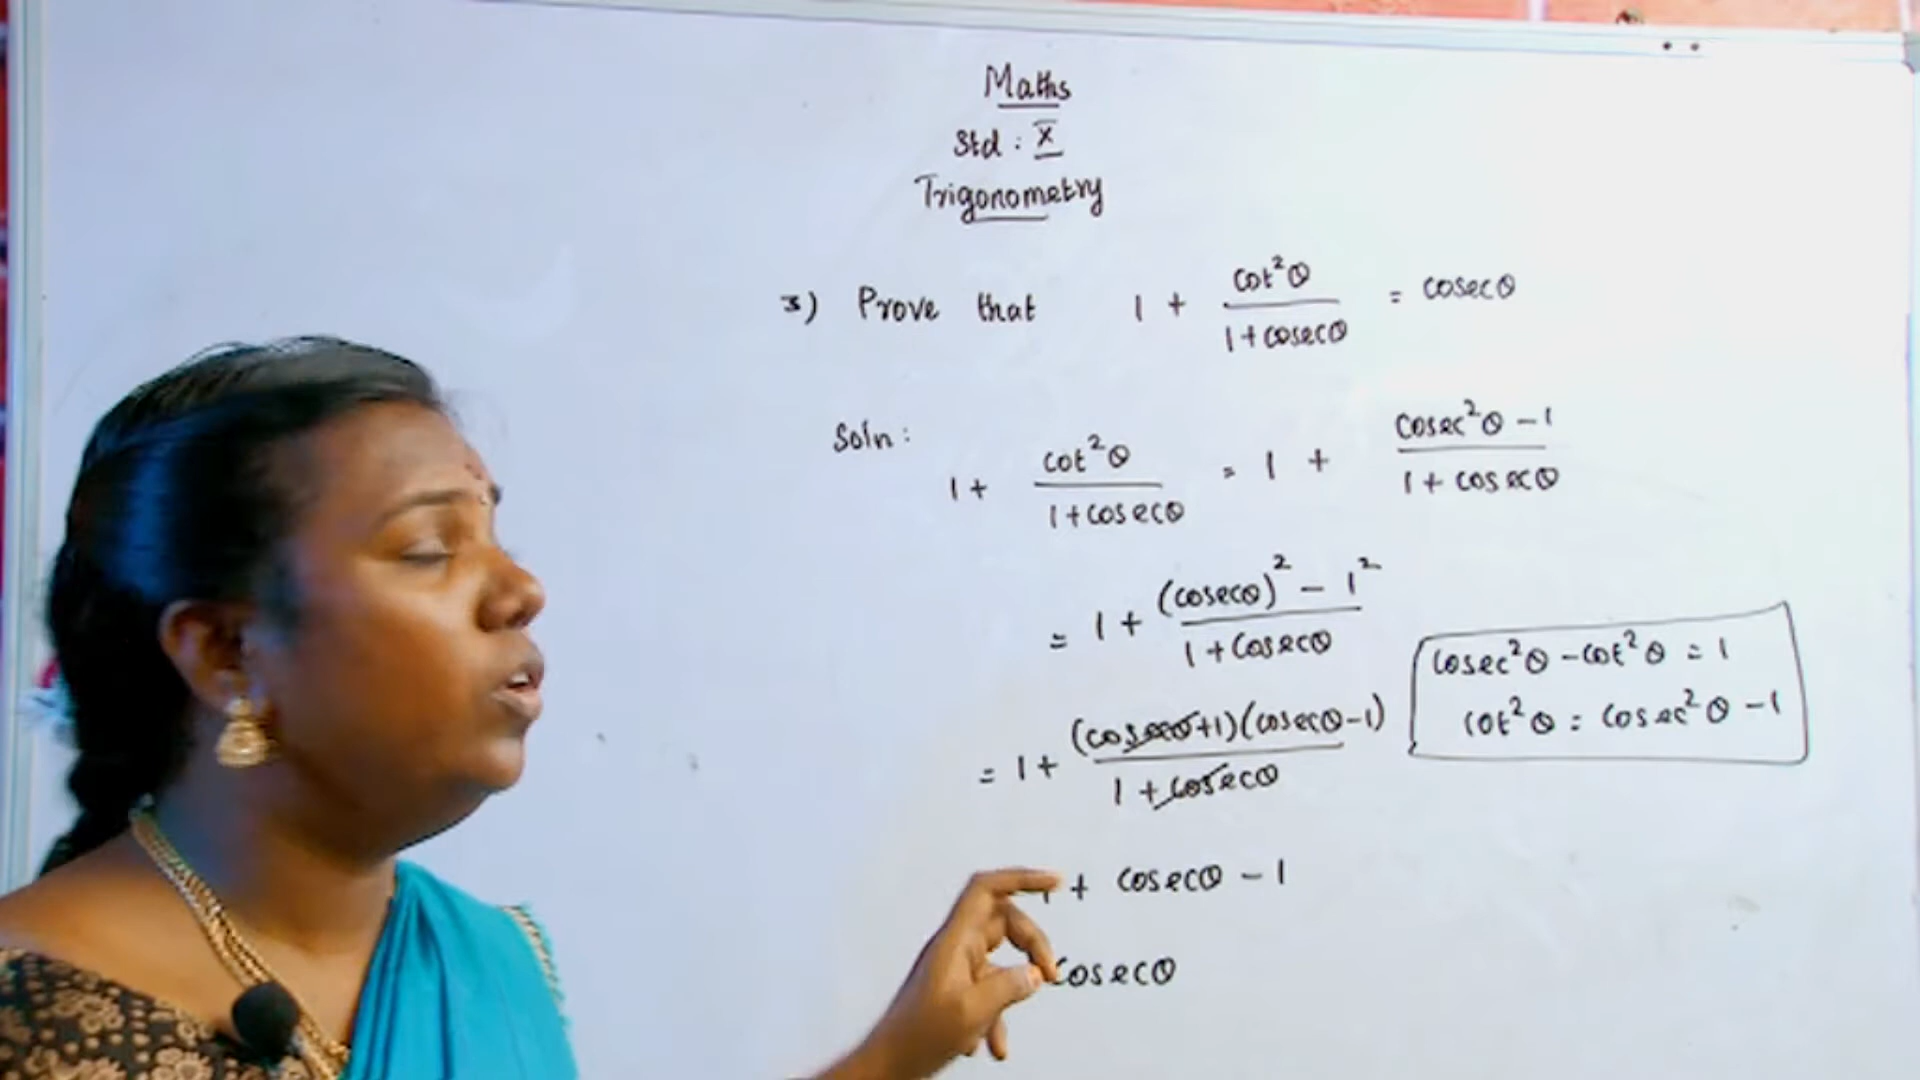 Maths
Std : X
Trigonometry
3) Prove that 1 + cot²θ / 1+cosecθ = cosecθ
Soln :
1 + cot²θ / 1+cosecθ = 1 + cosec²θ - 1 / 1 + cosecθ
= 1 + (cosecθ)² - 1² / 1 + cosecθ
cosec²θ - cot²θ = 1
cot²θ = cosec²θ - 1
= 1 + (cosecθ+1)(cosecθ-1) / 1 + cosecθ
1 + cosecθ - 1
cosecθ